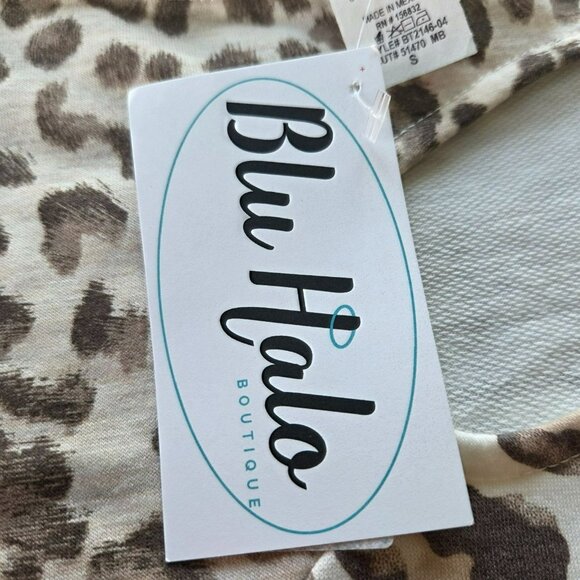 MADE IN ME
RN # 156832
YLE# BT2146-04
UT# 51470 MB
S
Blu Halo
BOUTIQUE